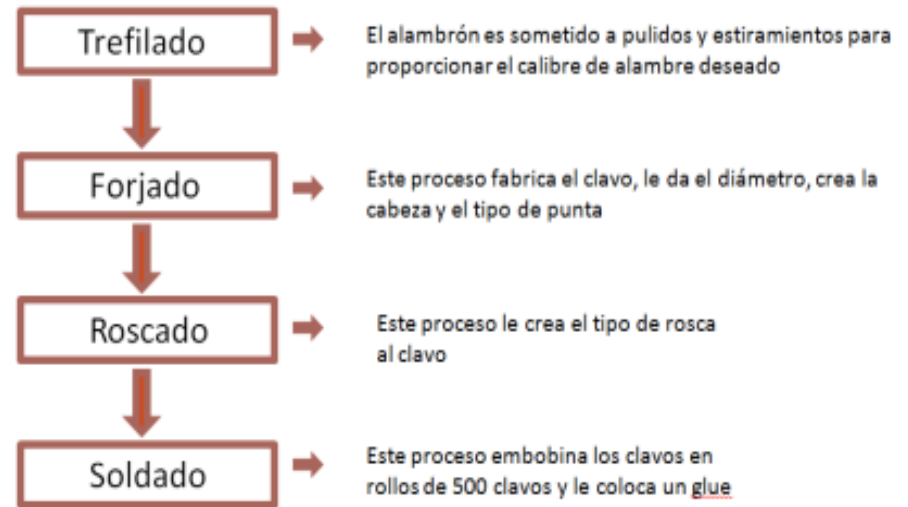 Trefilado
El alambrón es sometido a pulidos y estiramientos para
proporcionar el calibre de alambre deseado
Forjado
Este proceso fabrica el clavo, le da el diámetro, crea la
cabeza y el tipo de punta
Roscado
Este proceso le crea el tipo de rosca
al clavo
Soldado
Este proceso embobina los clavos en
rollos de 500 clavos y le coloca un glue